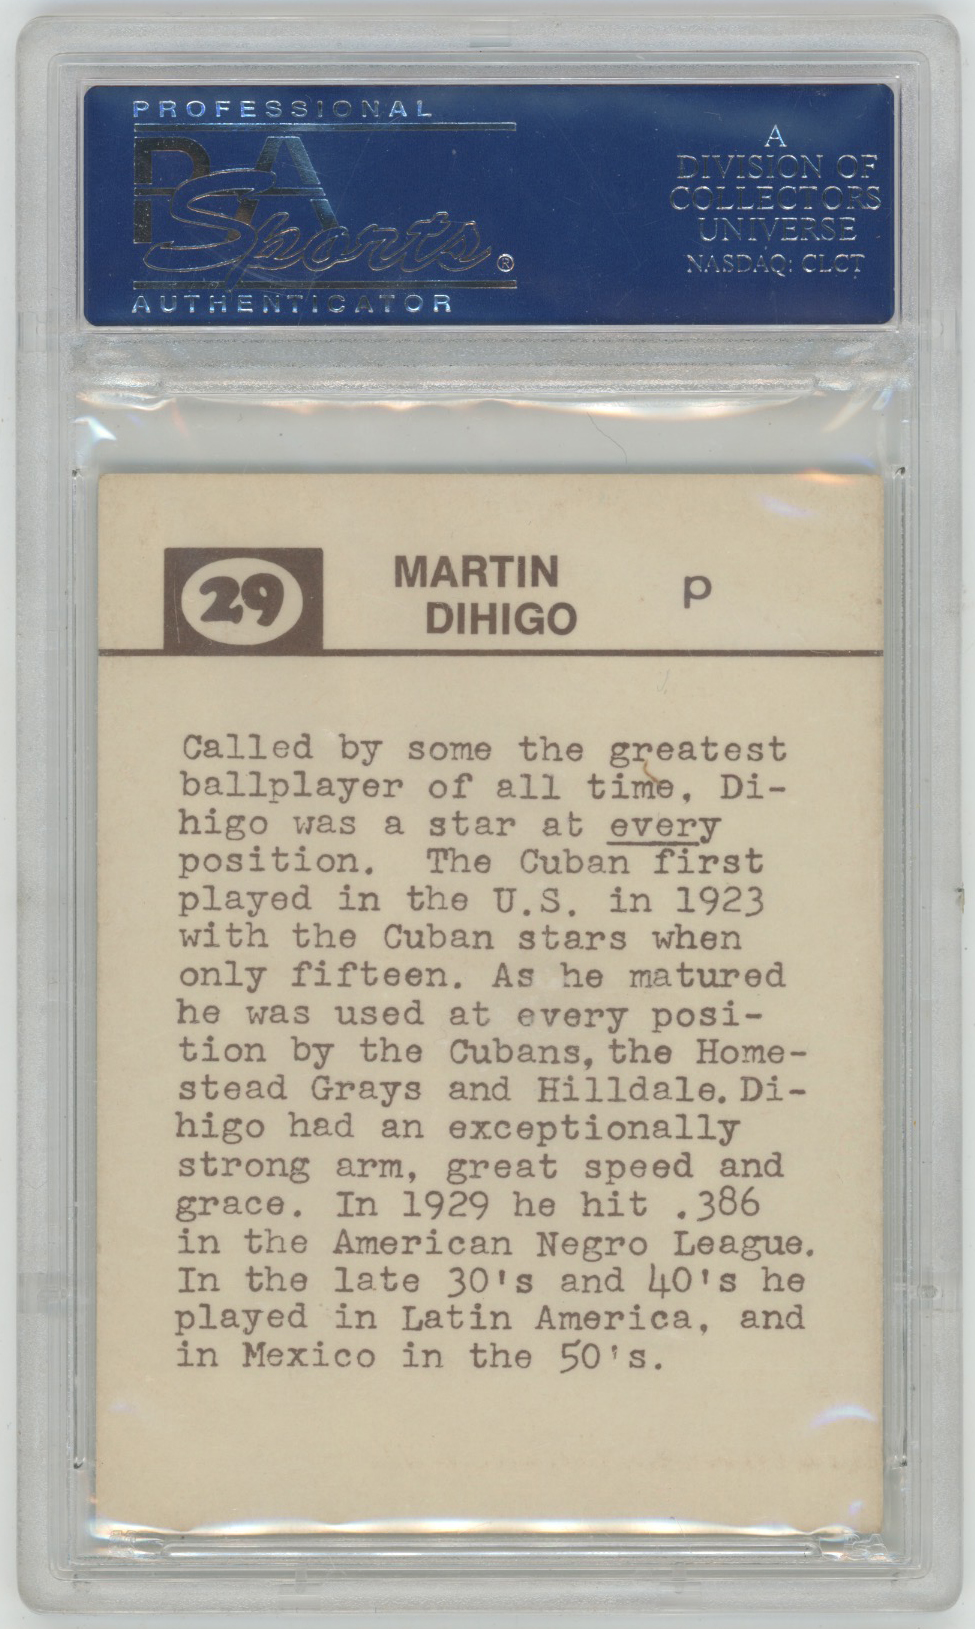 PROFESSIONAL
PSA
Sports®
AUTHENTICATOR
A
DIVISION OF
COLLECTORS
UNIVERSE
NASDAQ: CLCT
29
MARTIN
DIHIGO
p
Called by some the greatest
ballplayer of all time, Di-
higo was a star at every
position. The Cuban first
played in the U.S. in 1923
with the Cuban stars when
only fifteen. As he matured
he was used at every posi-
tion by the Cubans, the Home-
stead Grays and Hilldale. Di-
higo had an exceptionally
strong arm, great speed and
grace. In 1929 he hit .386
in the American Negro League.
In the late 30's and 40's he
played in Latin America, and
in Mexico in the 50's.